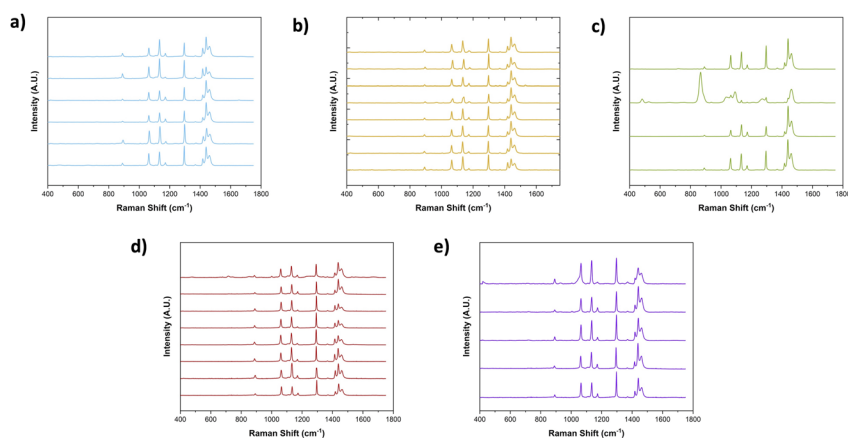 a)
Intensity (A.U.)
400 600 800 1000 1200 1400 1600 1800
Raman Shift (cm⁻¹)
b)
Intensity (A.U.)
400 600 800 1000 1200 1400 1600
Raman Shift (cm⁻¹)
c)
Intensity (A.U.)
400 600 800 1000 1200 1400 1600 1800
Raman Shift (cm⁻¹)
d)
Intensity (A.U.)
400 600 800 1000 1200 1400 1600 1800
Raman Shift (cm⁻¹)
e)
Intensity (A.U.)
400 600 800 1000 1200 1400 1600 1800
Raman Shift (cm⁻¹)